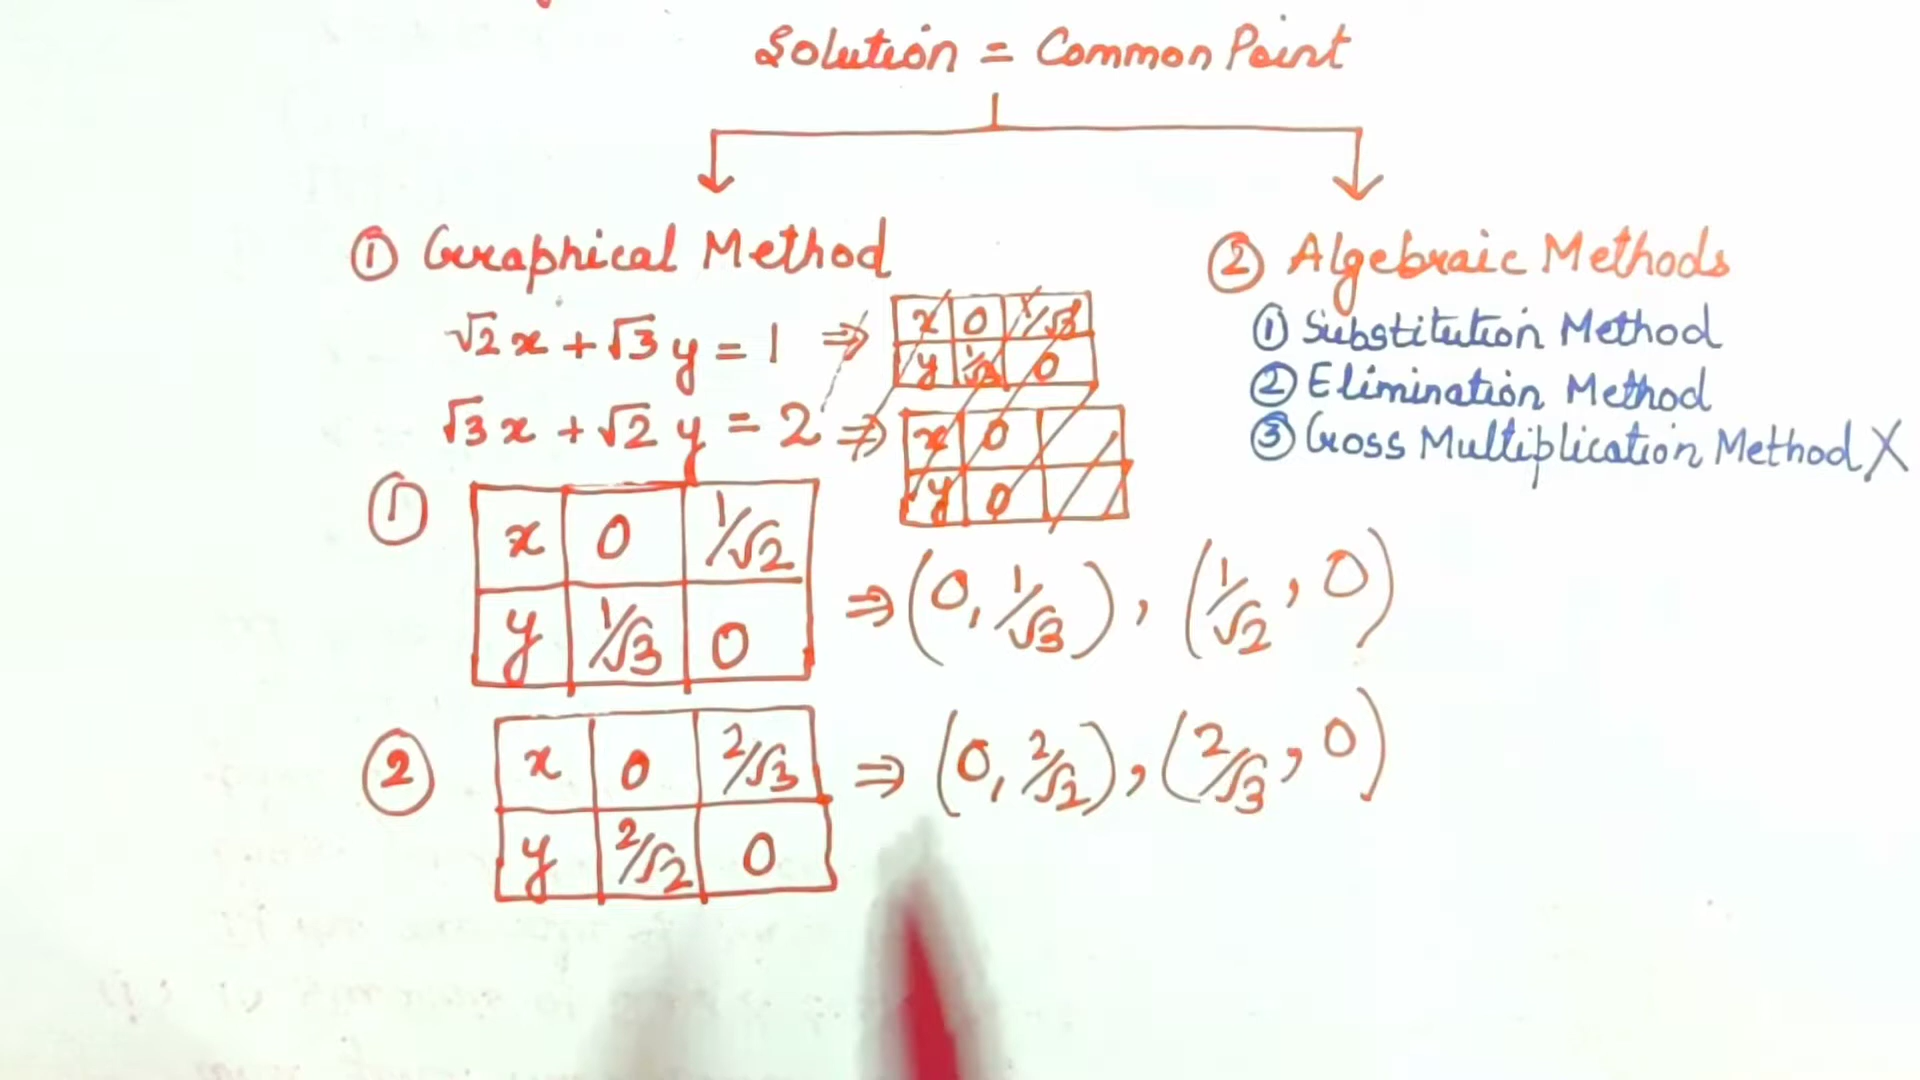 Solution = Common Point
① Graphical Method
√2x + √3y = 1 ⇒
√3x + √2y = 2 ⇒
x 0 1/√3
y 0
x 0
y 0
② Algebraic Methods
① Substitution Method
② Elimination Method
③ Cross Multiplication Method X
①
x 0 1/√2
y 1/√3 0
⇒ (0, 1/√3), (1/√2, 0)
②
x 0 2/√3
y 2/√2 0
⇒ (0, 2/√2), (2/√3, 0)